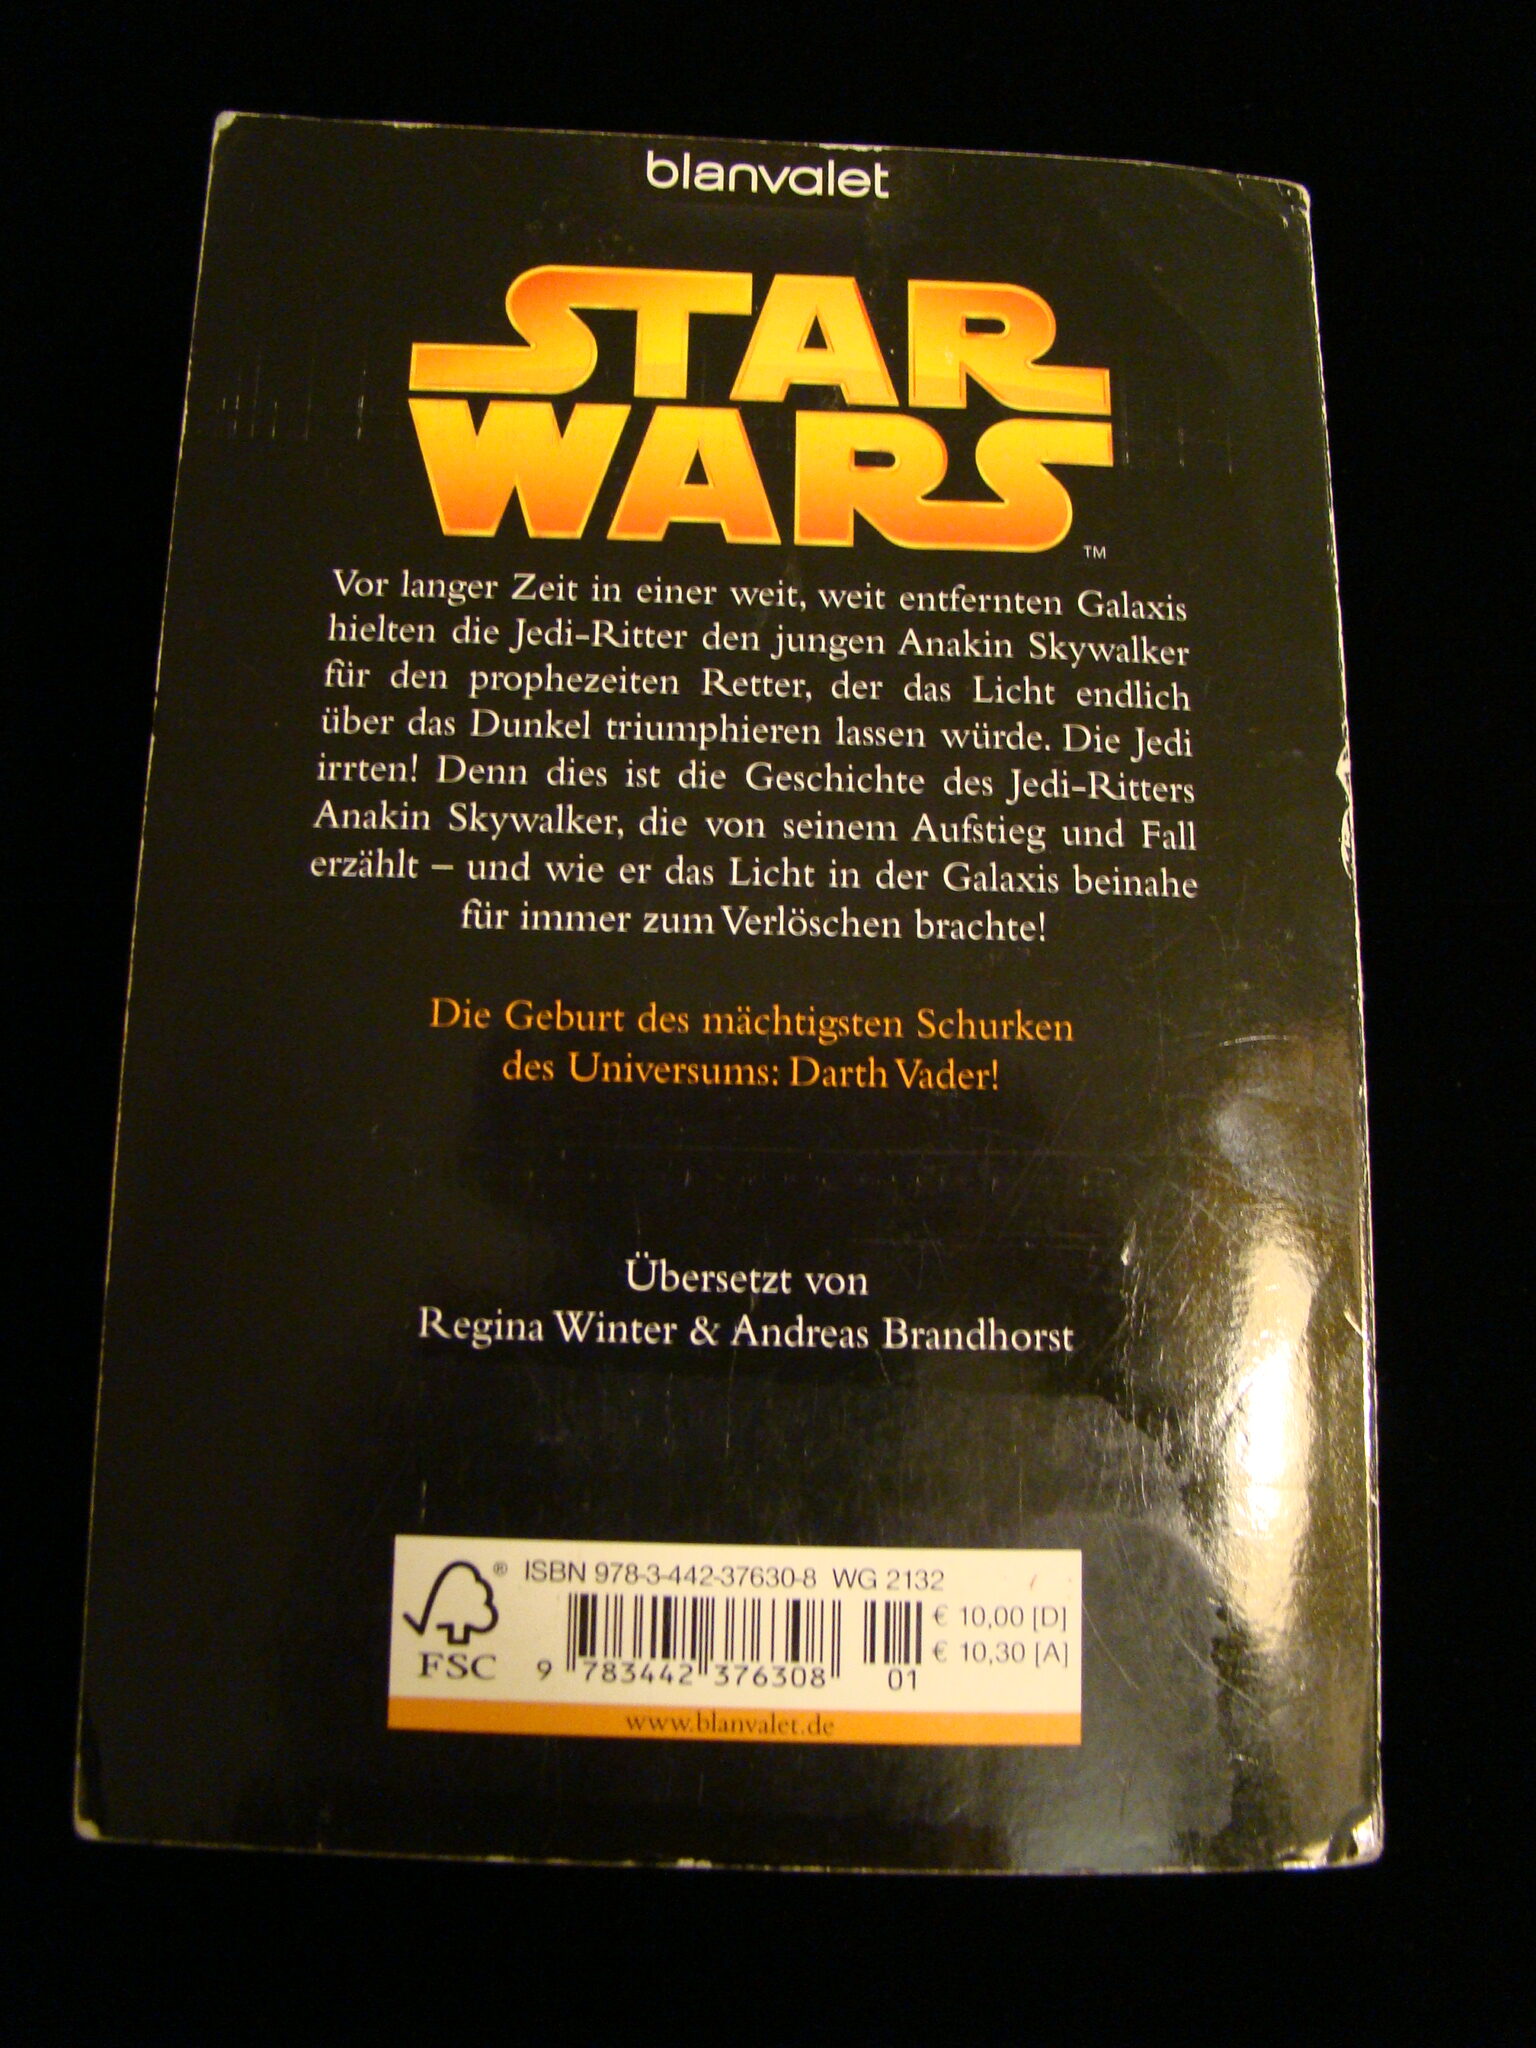 blanvalet
STAR
WARS
TM
Vor langer Zeit in einer weit, weit entfernten Galaxis
hielten die Jedi-Ritter den jungen Anakin Skywalker
für den prophezeiten Retter, der das Licht endlich
über das Dunkel triumphieren lassen würde. Die Jedi
irrten! Denn dies ist die Geschichte des Jedi-Ritters
Anakin Skywalker, die von seinem Aufstieg und Fall
erzählt – und wie er das Licht in der Galaxis beinahe
für immer zum Verlöschen brachte!
Die Geburt des mächtigsten Schurken
des Universums: Darth Vader!
Übersetzt von
Regina Winter & Andreas Brandhorst
® ISBN 978-3-442-37630-8 WG 2132
€ 10,00 [D]
€ 10,30 [A]
FSC
9 783442 376308 01
www.blanvalet.de